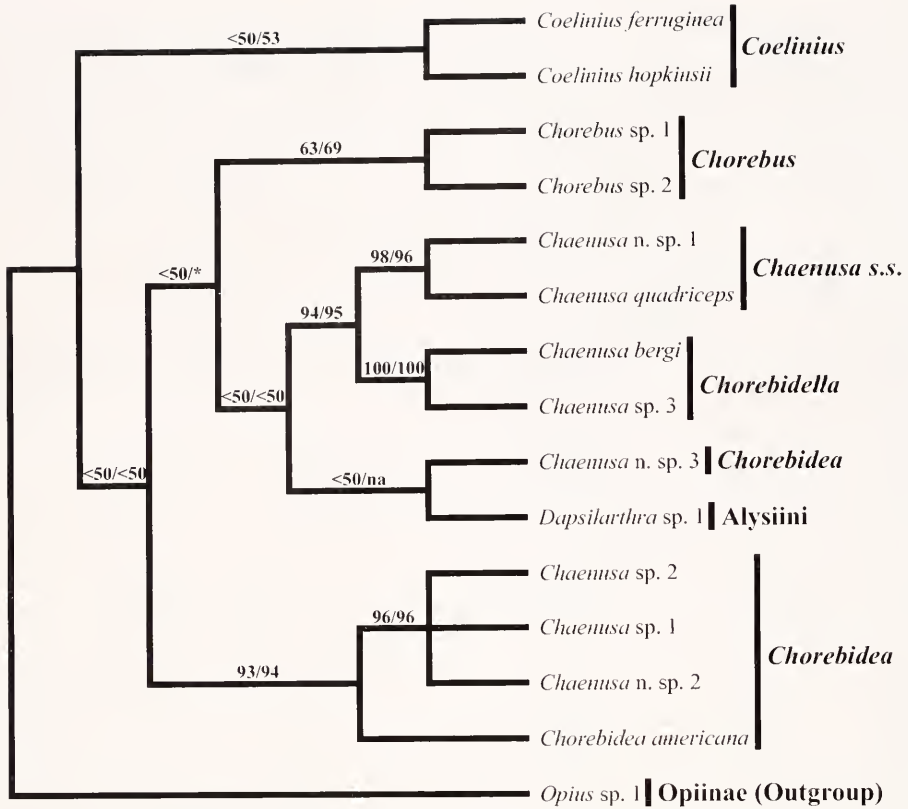 <50/53
Coelinius ferruginea
Coelinius hopkinsii
Coelinius
63/69
Chorebus sp. 1
Chorebus sp. 2
Chorebus
<50/*
98/96
Chaenusa n. sp. 1
Chaenusa quadriceps
Chaenusa s.s.
94/95
100/100
Chaenusa bergi
Chaenusa sp. 3
Chorebidella
<50/<50
<50/na
Chaenusa n. sp. 3 Chorebidea
Dapsilarthra sp. 1 Alysiini
<50/<50
96/96
Chaenusa sp. 2
Chaenusa sp. 1
Chaenusa n. sp. 2
Chorebidea
93/94
Chorebidea americana
Opius sp. 1 Opiinae (Outgroup)